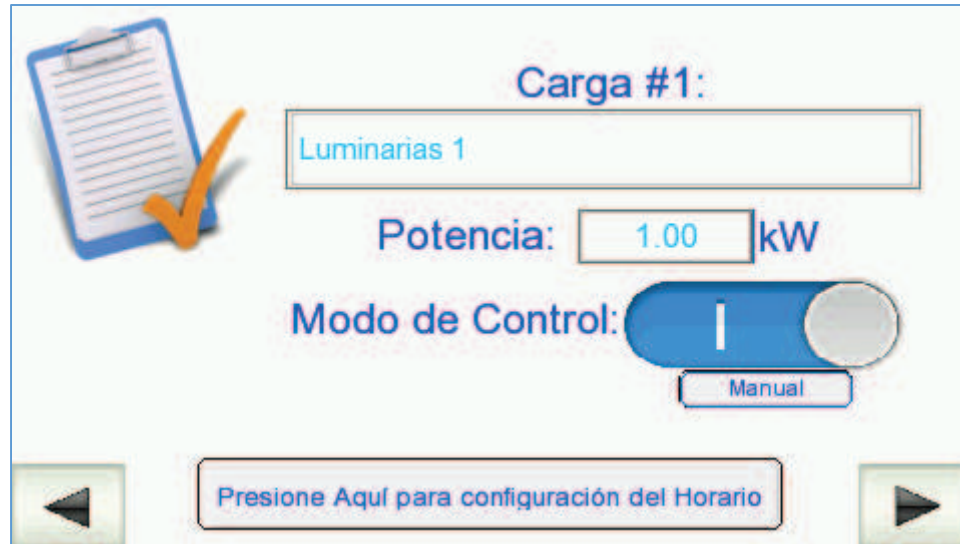 Carga #1:
Luminarias 1
Potencia: 1.00 kW
Modo de Control: I
Manual
Presione Aquí para configuración del Horario